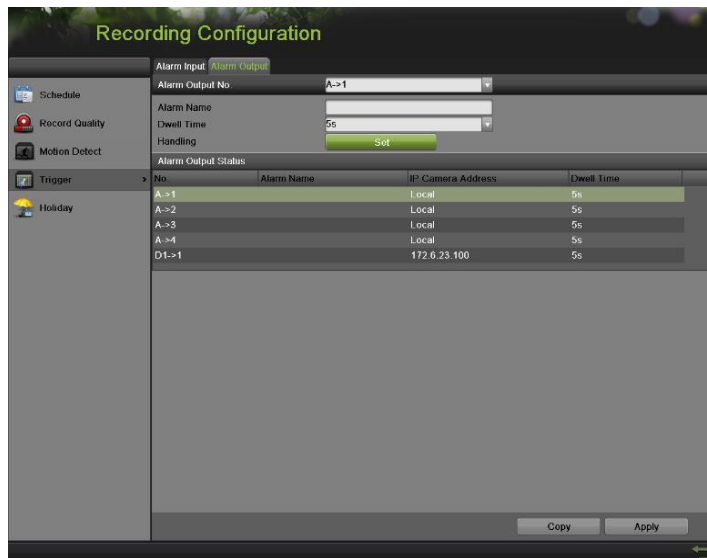 Recording Configuration
Schedule
Record Quality
Motion Detect
Trigger
Holiday
Alarm Input Alarm Output
Alarm Output No. A->1
Alarm Name
Dwell Time 5s
Handling Set
Alarm Output Status
No. Alarm Name IP Camera Address Dwell Time
A->1 Local 5s
A->2 Local 5s
A->3 Local 5s
A->4 Local 5s
D1->1 172.6.23.100 5s
Copy Apply